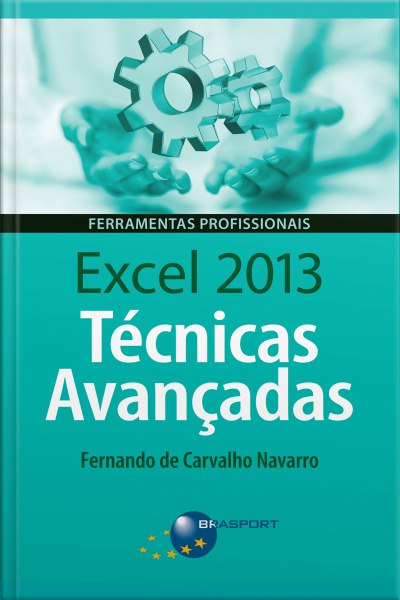 FERRAMENTAS PROFISSIONAIS
Excel 2013
Técnicas
Avançadas
Fernando de Carvalho Navarro
BRASPORT